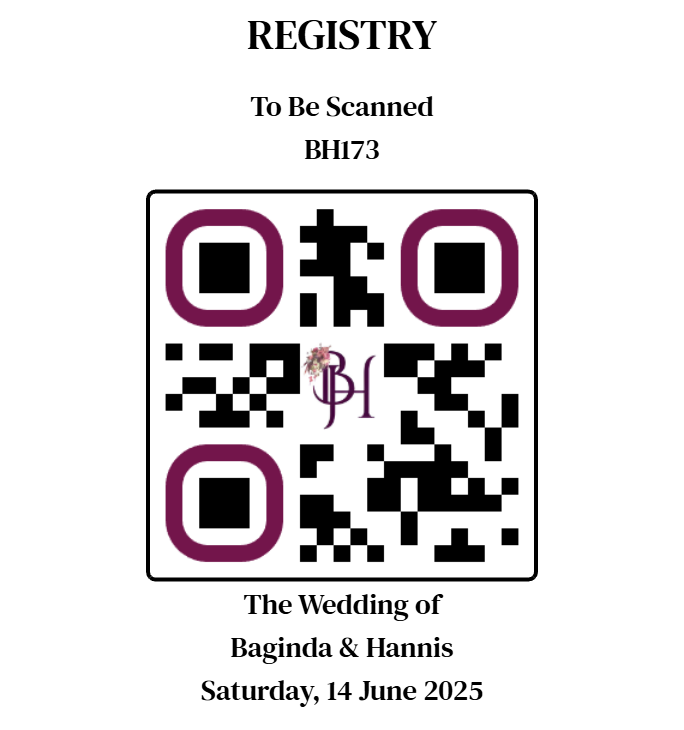 REGISTRY
To Be Scanned
BH173
BH
The Wedding of
Baginda & Hannis
Saturday, 14 June 2025